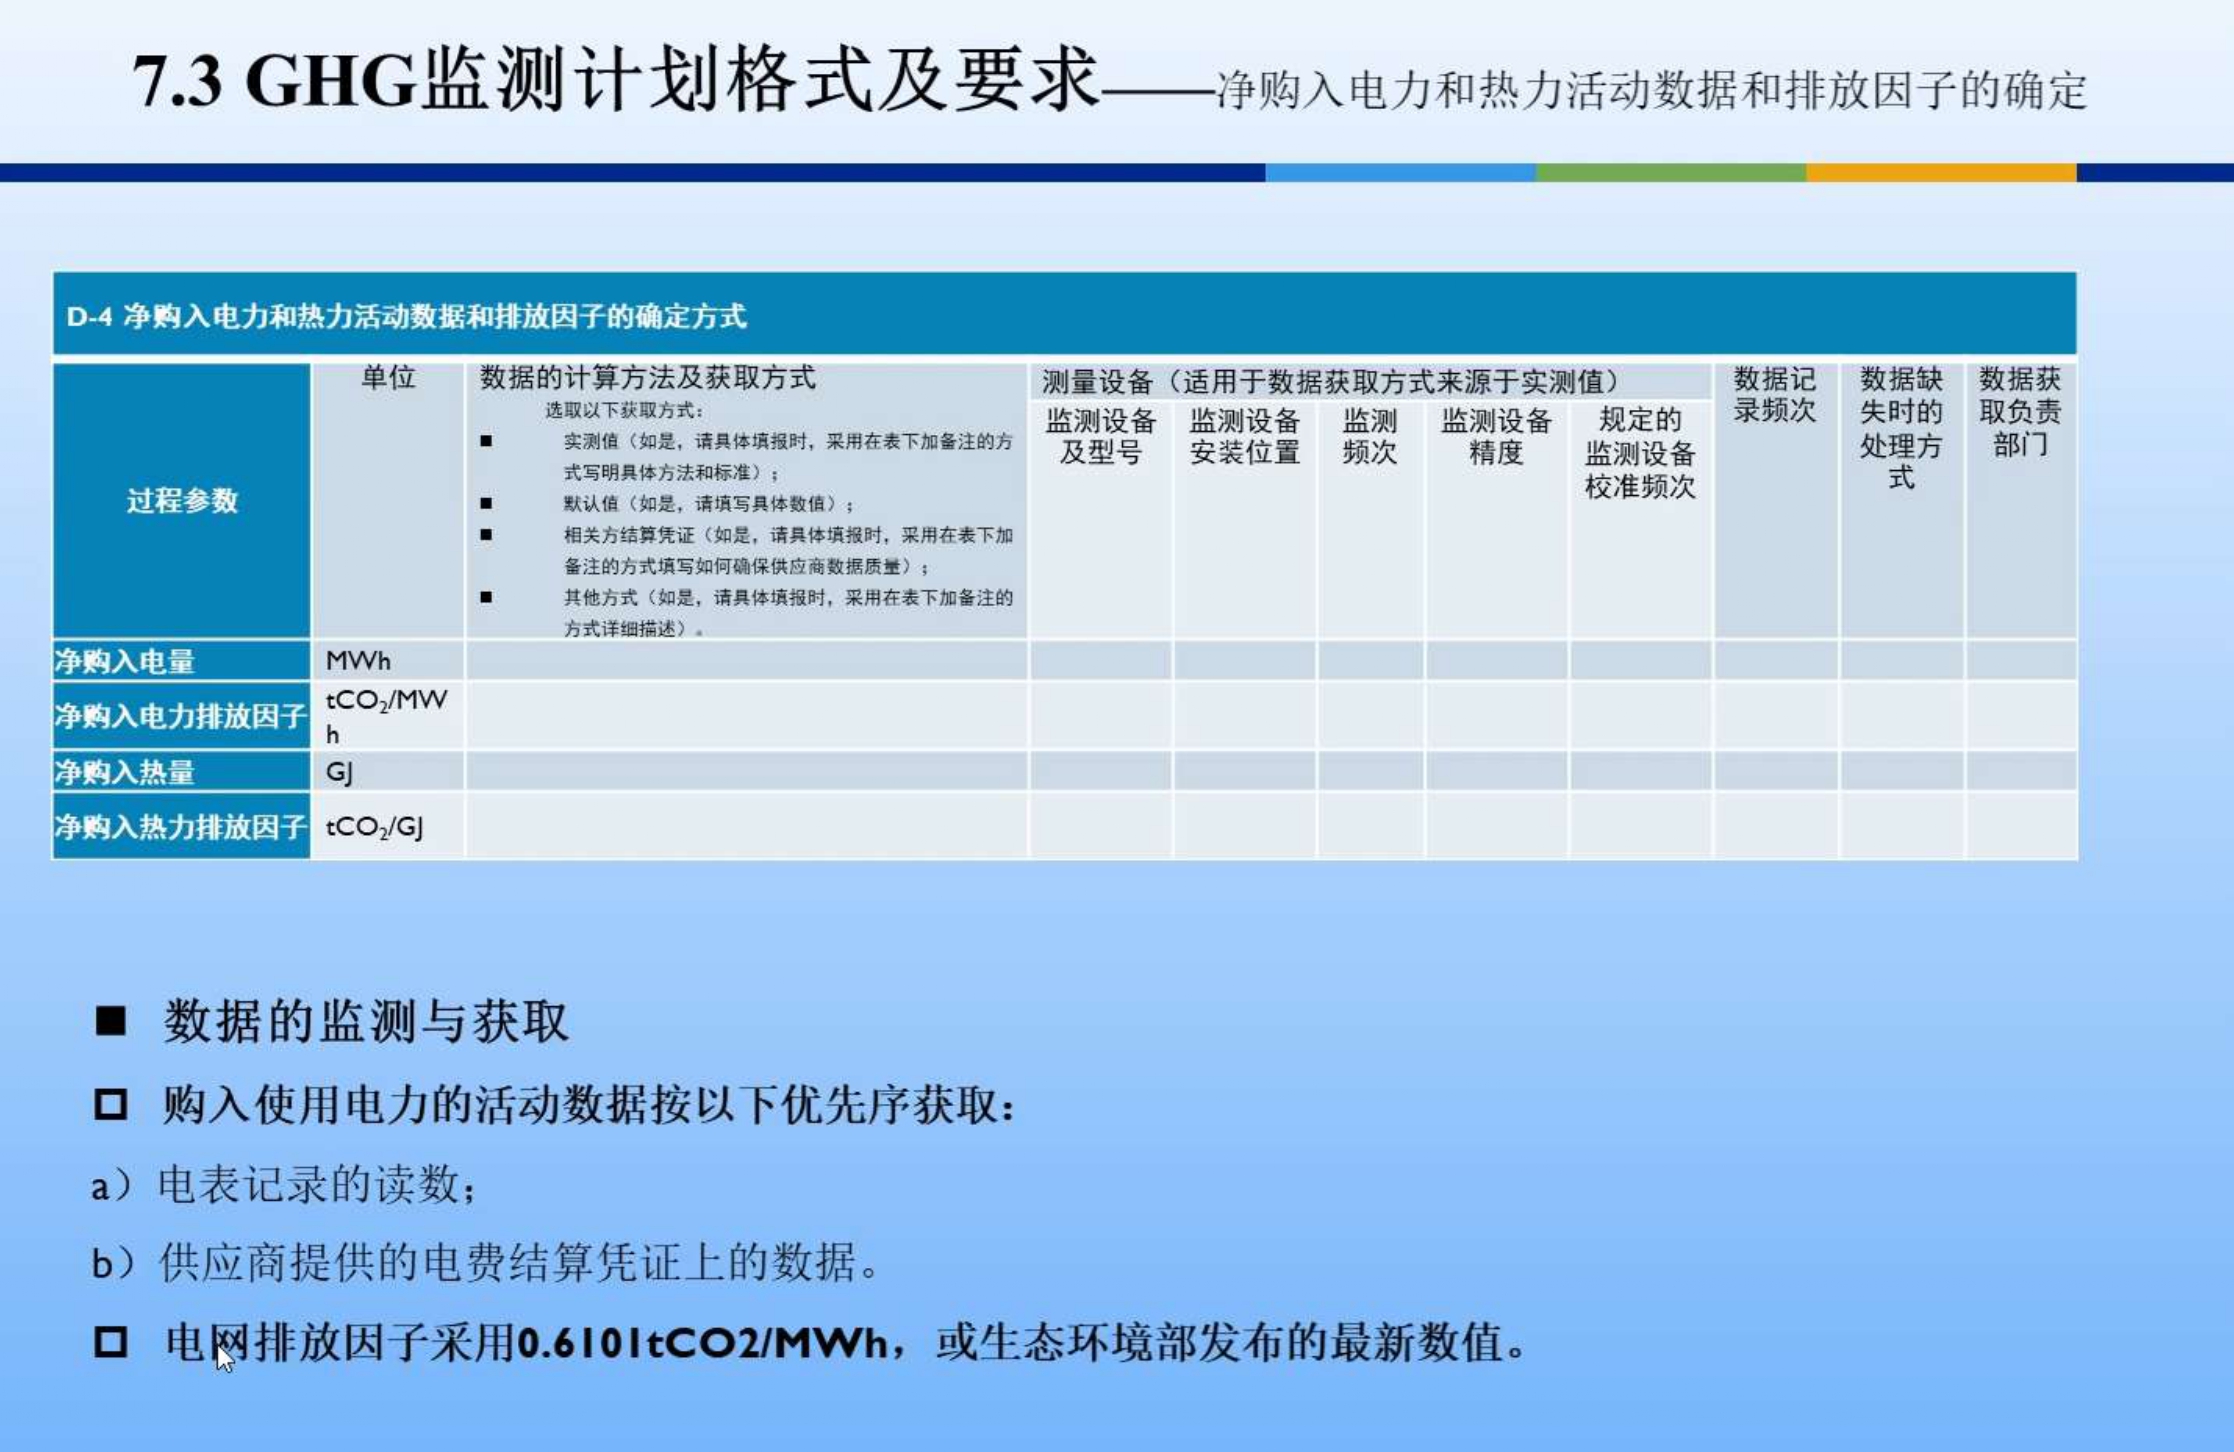 7.3 GHG监测计划格式及要求——净购入电力和热力活动数据和排放因子的确定
D-4 净购入电力和热力活动数据和排放因子的确定方式
过程参数
单位
数据的计算方法及获取方式
选取以下获取方式：
■ 实测值（如是，请具体填报时，采用在表下加备注的方
式写明具体方法和标准）；
■ 默认值（如是，请填写具体数值）；
■ 相关方结算凭证（如是，请具体填报时，采用在表下加
备注的方式填写如何确保供应商数据质量）；
■ 其他方式（如是，请具体填报时，采用在表下加备注的
方式详细描述）。
测量设备（适用于数据获取方式来源于实测值）
监测设备
及型号
监测设备
安装位置
监测
频次
监测设备
精度
规定的
监测设备
校准频次
数据记
录频次
数据缺
失时的
处理方
式
数据获
取负责
部门
净购入电量 MWh
净购入电力排放因子 tCO₂/MW
h
净购入热量 GJ
净购入热力排放因子 tCO₂/GJ
■ 数据的监测与获取
□ 购入使用电力的活动数据按以下优先序获取：
a）电表记录的读数；
b）供应商提供的电费结算凭证上的数据。
□ 电网排放因子采用0.6101tCO2/MWh，或生态环境部发布的最新数值。